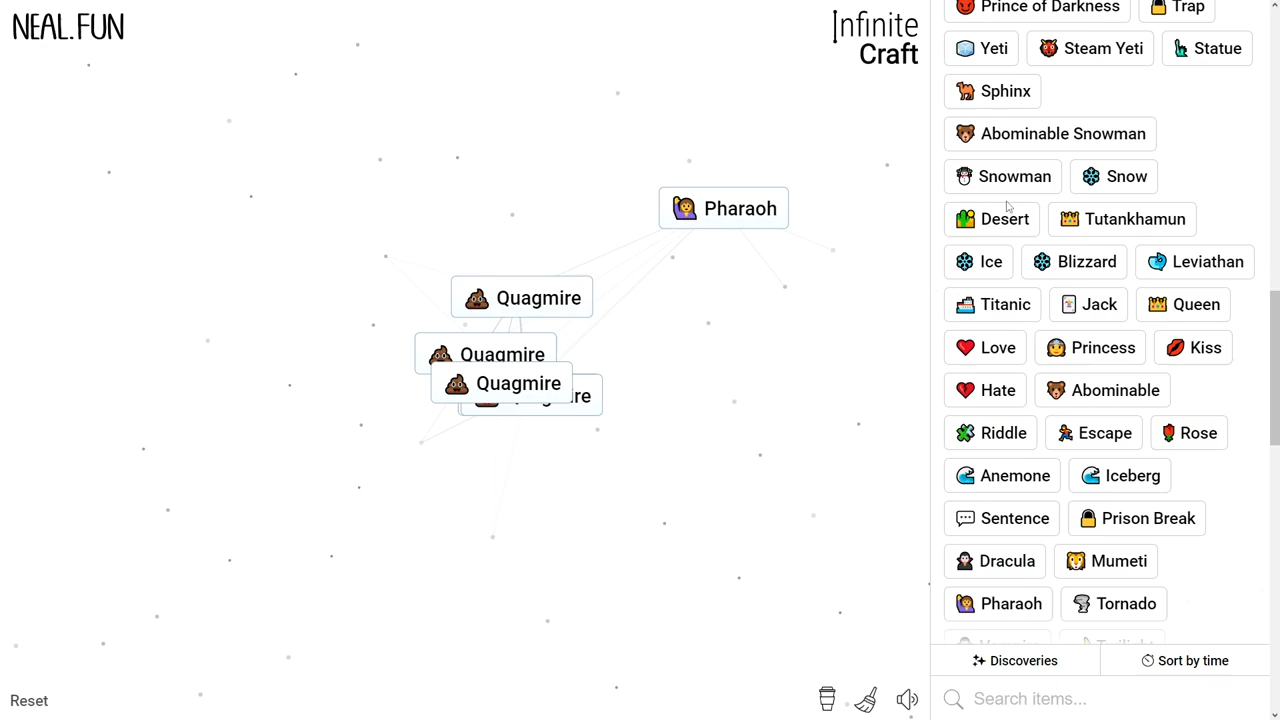 NEAL.FUN
Infinite
Craft
Pharaoh
Quagmire
Quagmire
Quagmire
Reset
Prince of Darkness Trap
Yeti Steam Yeti Statue
Sphinx
Abominable Snowman
Snowman Snow
Desert Tutankhamun
Ice Blizzard Leviathan
Titanic Jack Queen
Love Princess Kiss
Hate Abominable
Riddle Escape Rose
Anemone Iceberg
Sentence Prison Break
Dracula Mumeti
Pharaoh Tornado
Discoveries Sort by time
Search items...